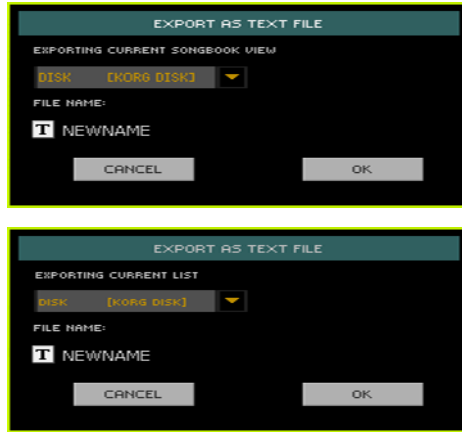 EXPORT AS TEXT FILE
EXPORTING CURRENT SONGBOOK VIEW
DISK [KORG DISK]
FILE NAME:
T NEWNAME
CANCEL OK
EXPORT AS TEXT FILE
EXPORTING CURRENT LIST
DISK [KORG DISK]
FILE NAME:
T NEWNAME
CANCEL OK